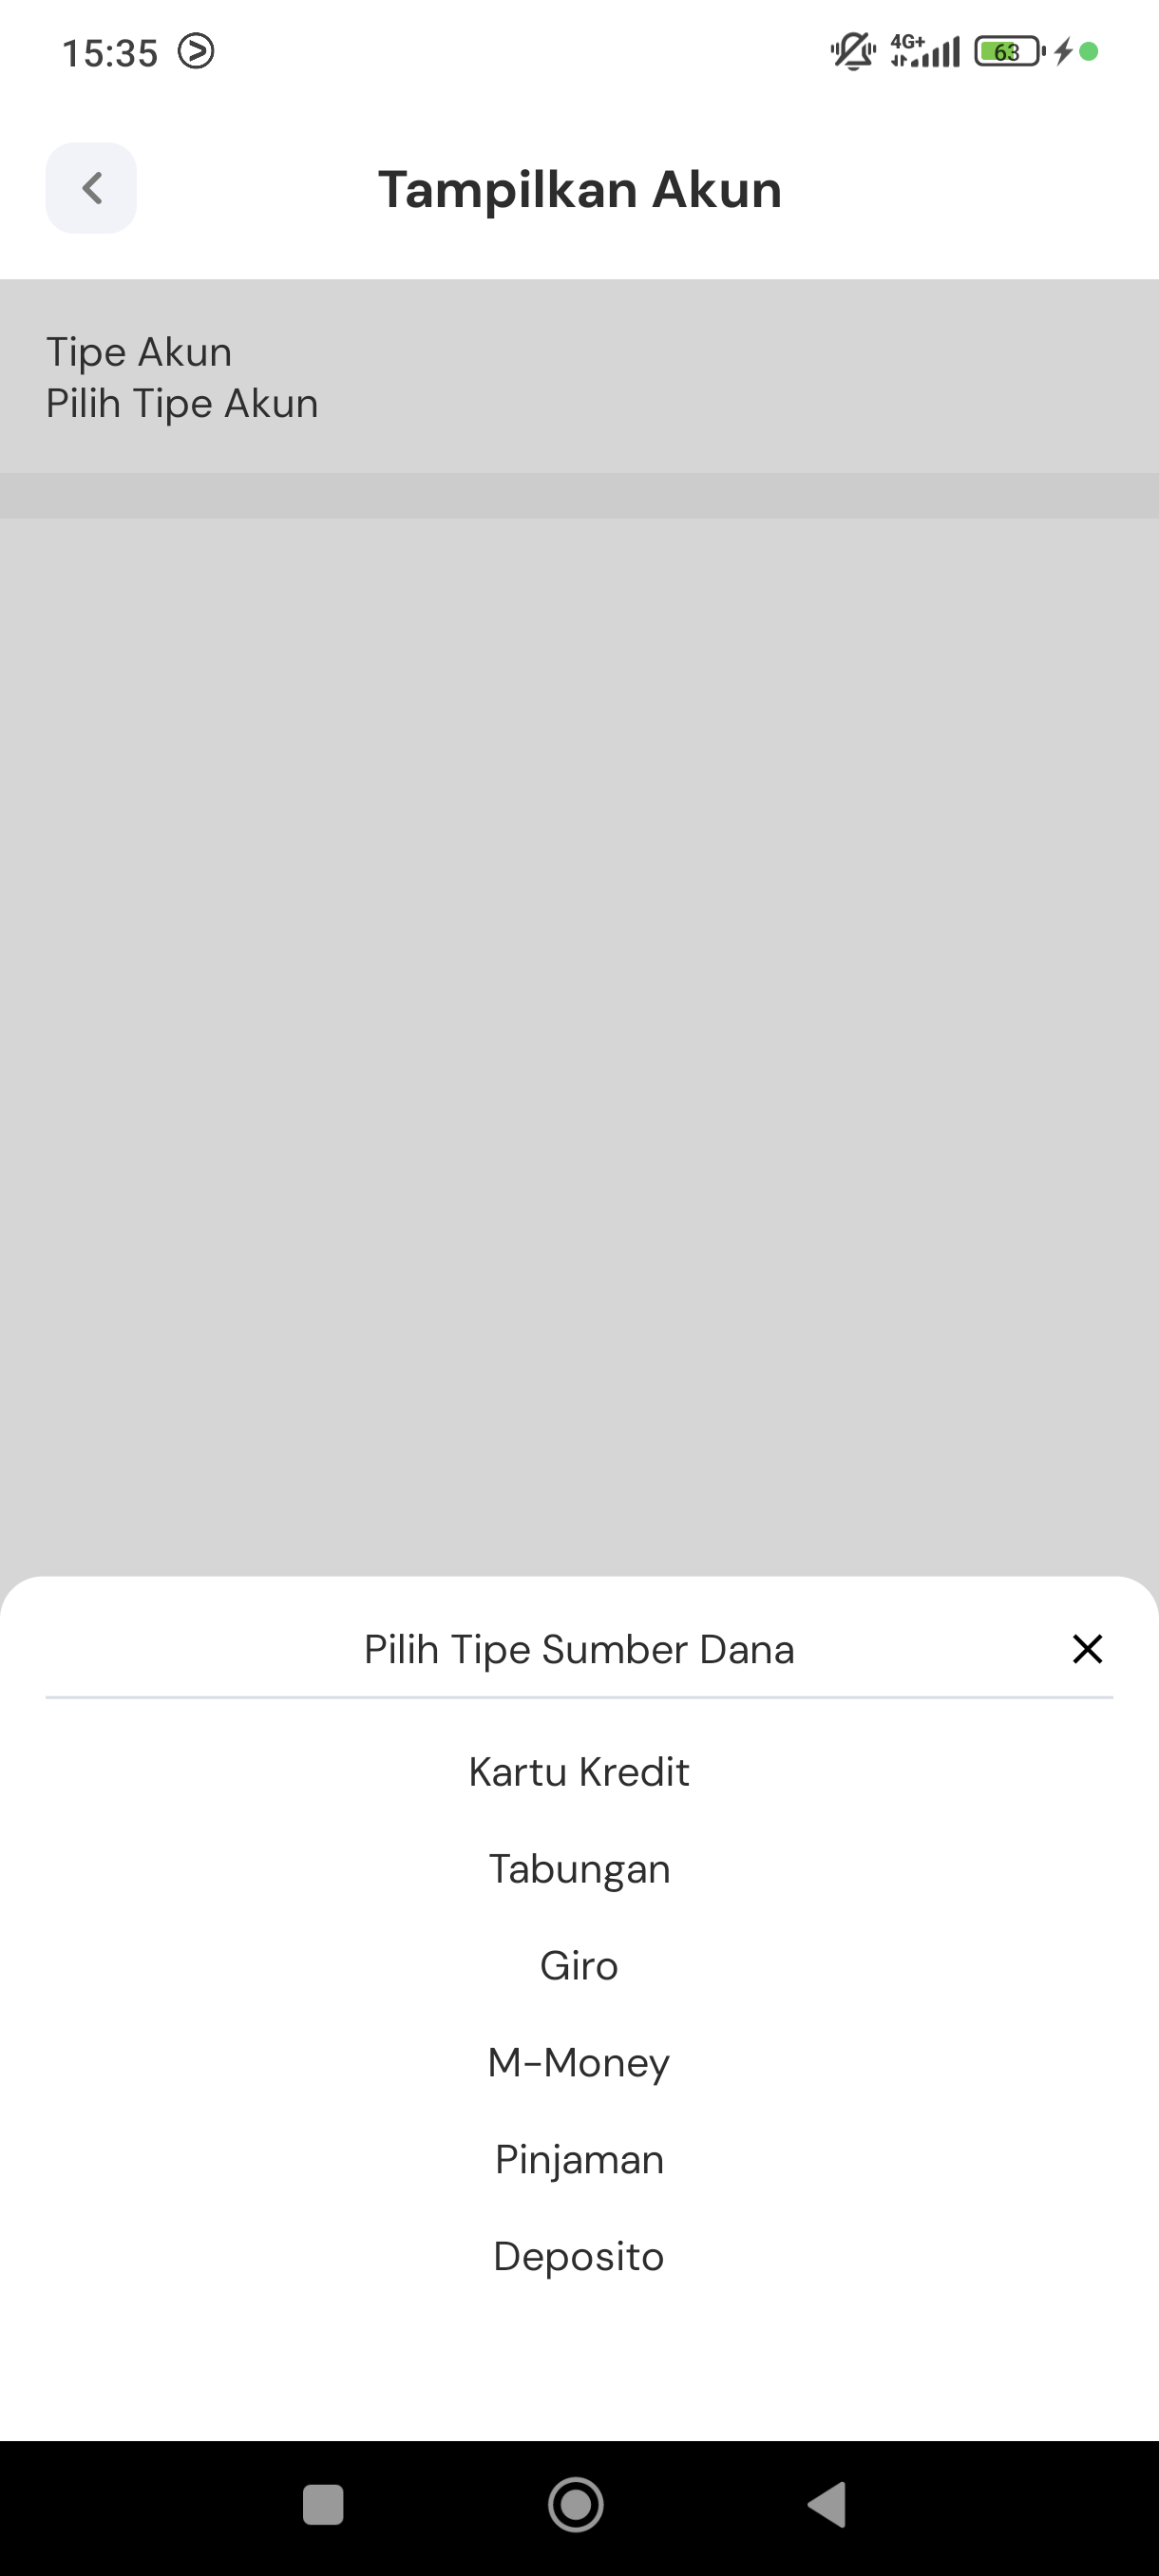 15:35
4G+
63
Tampilkan Akun
Tipe Akun
Pilih Tipe Akun
Pilih Tipe Sumber Dana
Kartu Kredit
Tabungan
Giro
M-Money
Pinjaman
Deposito